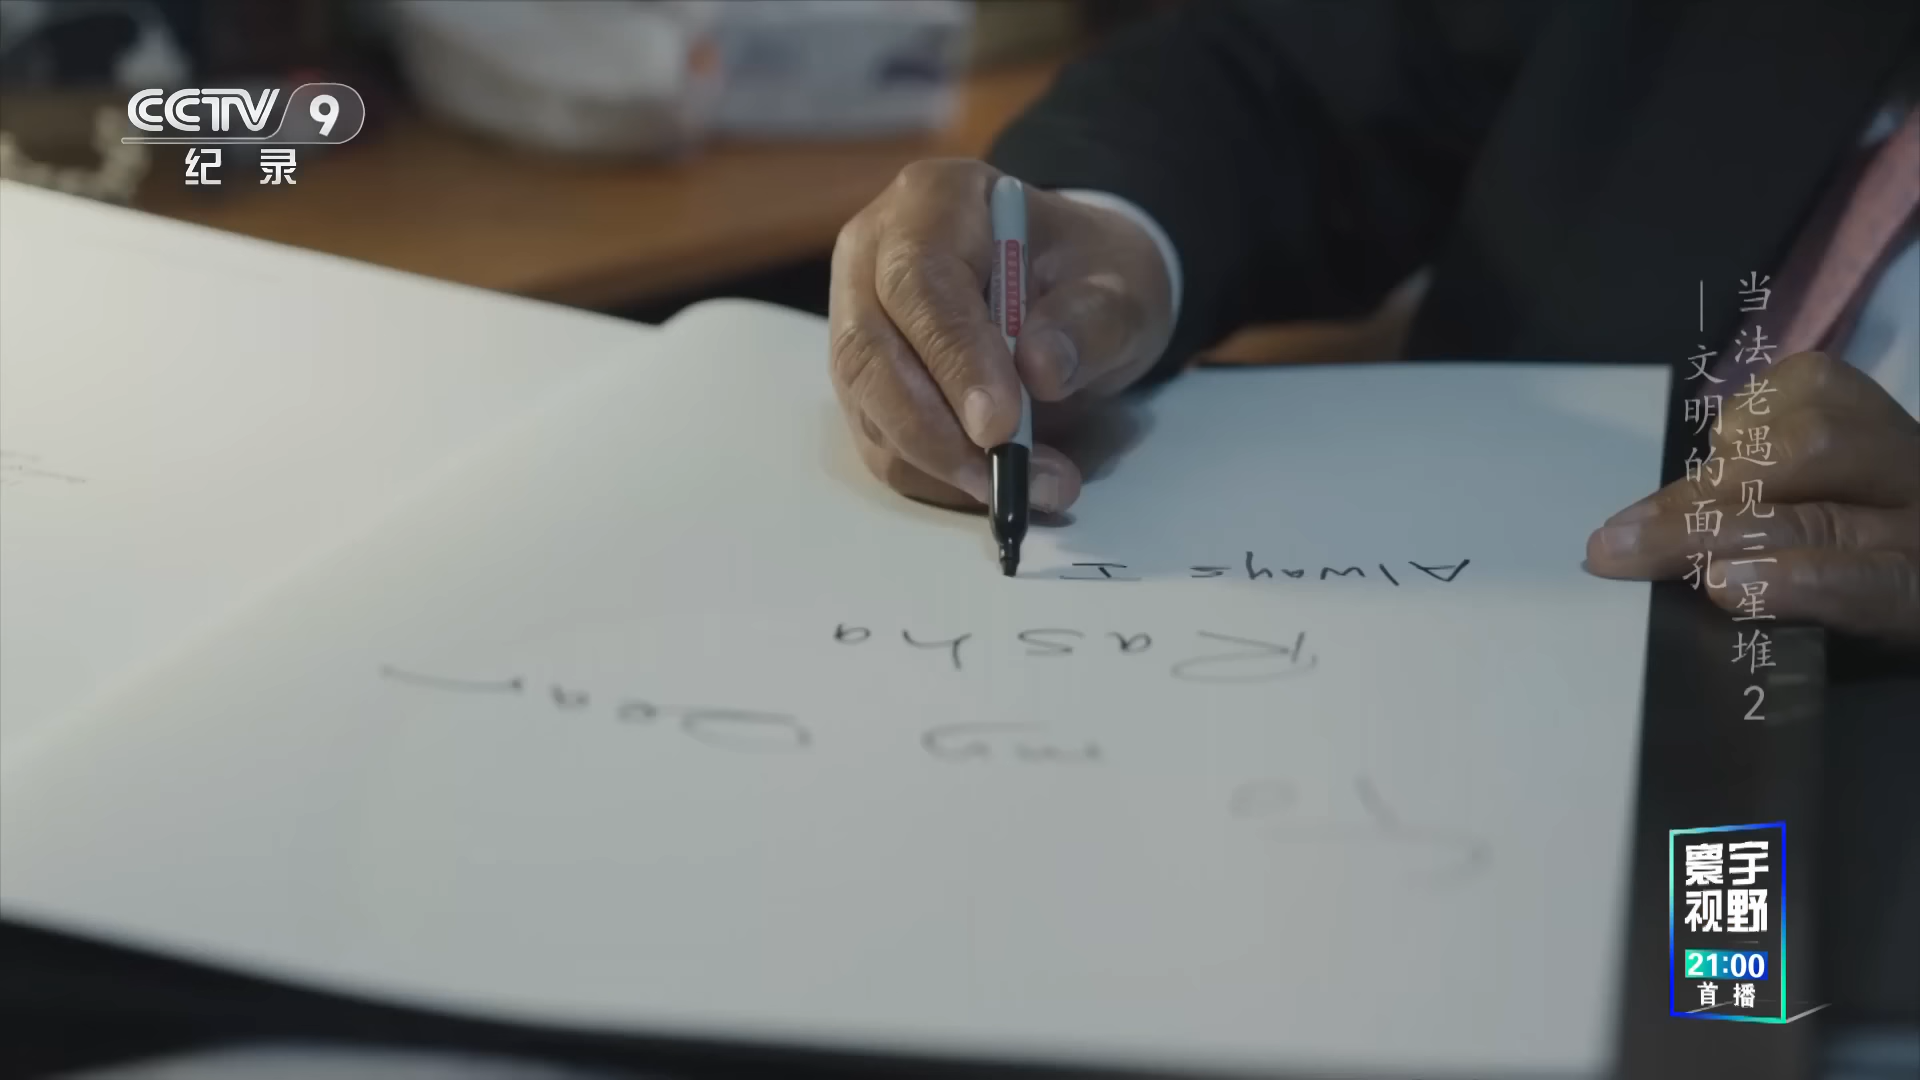 CCTV 9
纪录
当法老遇见三星堆2
—文明的面孔
To
my Dear
Rasha
Always I
INDUSTRIAL
寰宇
视野
21:00
首播